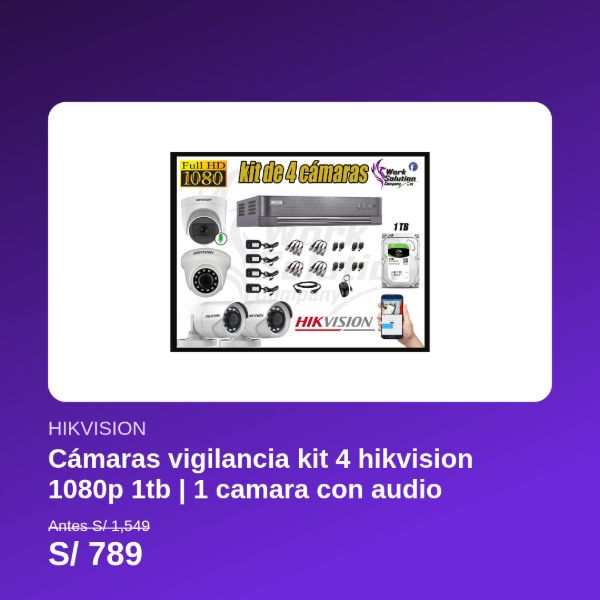 Full HD
1080
kit de 4 cámaras
Work
Solution
Company
1 TB
HIKVISION
HIKVISION
Cámaras vigilancia kit 4 hikvision
1080p 1tb | 1 camara con audio
Antes S/ 1,549
S/ 789